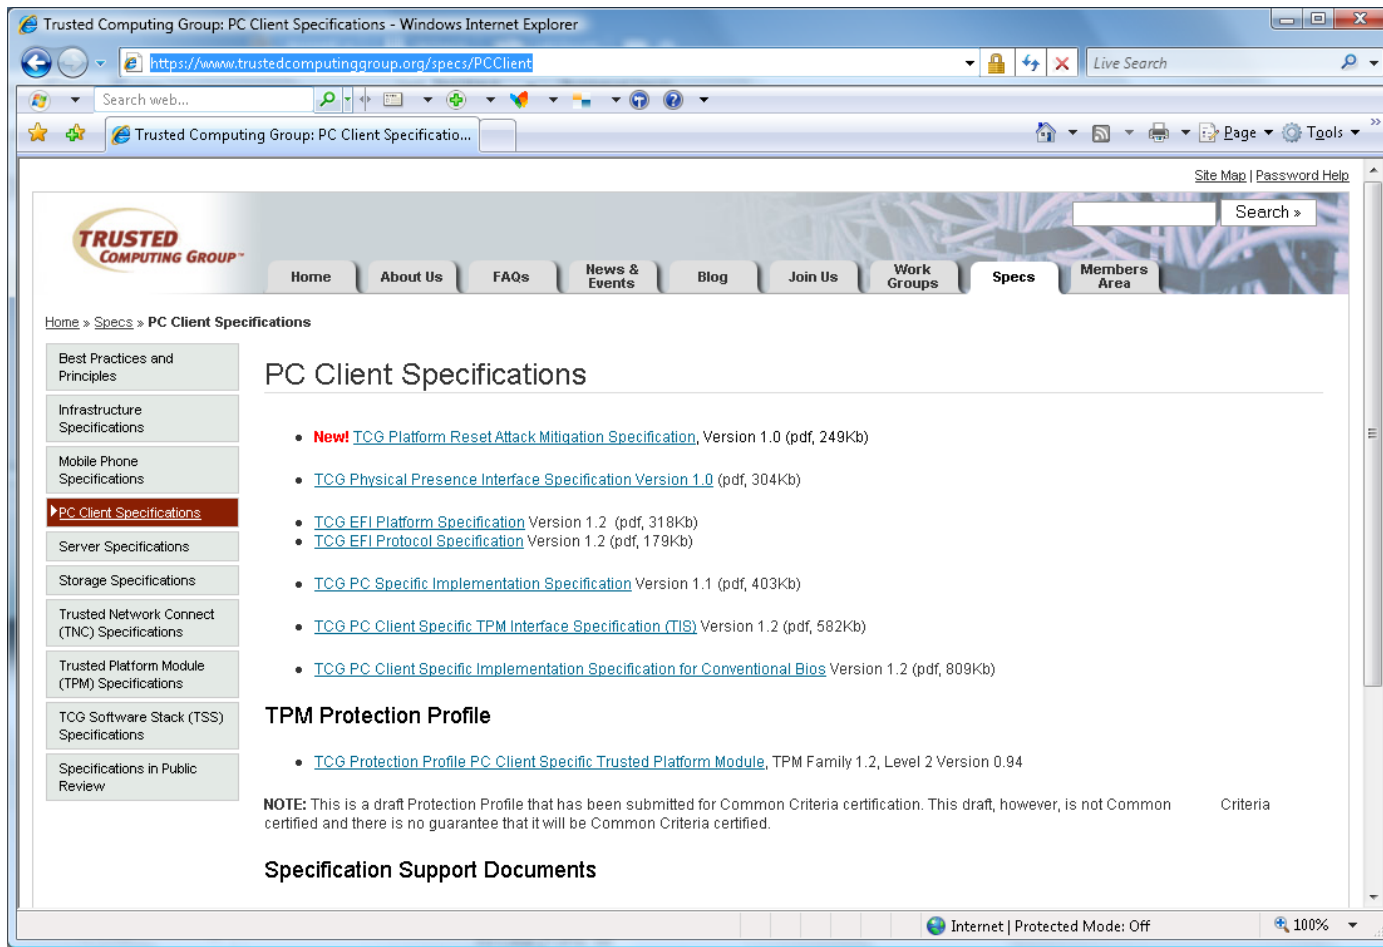 Trusted Computing Group: PC Client Specifications - Windows Internet Explorer
https://www.trustedcomputinggroup.org/specs/PCClient
Live Search
Search web...
Trusted Computing Group: PC Client Specificatio...
Page
Tools
Site Map | Password Help
TRUSTED
COMPUTING GROUP™
Search »
Home
About Us
FAQs
News &
Events
Blog
Join Us
Work
Groups
Specs
Members
Area
Home » Specs » PC Client Specifications
Best Practices and
Principles
Infrastructure
Specifications
Mobile Phone
Specifications
PC Client Specifications
Server Specifications
Storage Specifications
Trusted Network Connect
(TNC) Specifications
Trusted Platform Module
(TPM) Specifications
TCG Software Stack (TSS)
Specifications
Specifications in Public
Review
PC Client Specifications
New! TCG Platform Reset Attack Mitigation Specification, Version 1.0 (pdf, 249Kb)
TCG Physical Presence Interface Specification Version 1.0 (pdf, 304Kb)
TCG EFI Platform Specification Version 1.2 (pdf, 318Kb)
TCG EFI Protocol Specification Version 1.2 (pdf, 179Kb)
TCG PC Specific Implementation Specification Version 1.1 (pdf, 403Kb)
TCG PC Client Specific TPM Interface Specification (TIS) Version 1.2 (pdf, 582Kb)
TCG PC Client Specific Implementation Specification for Conventional Bios Version 1.2 (pdf, 809Kb)
TPM Protection Profile
TCG Protection Profile PC Client Specific Trusted Platform Module, TPM Family 1.2, Level 2 Version 0.94
NOTE: This is a draft Protection Profile that has been submitted for Common Criteria certification. This draft, however, is not Common Criteria
certified and there is no guarantee that it will be Common Criteria certified.
Specification Support Documents
Internet | Protected Mode: Off
100%